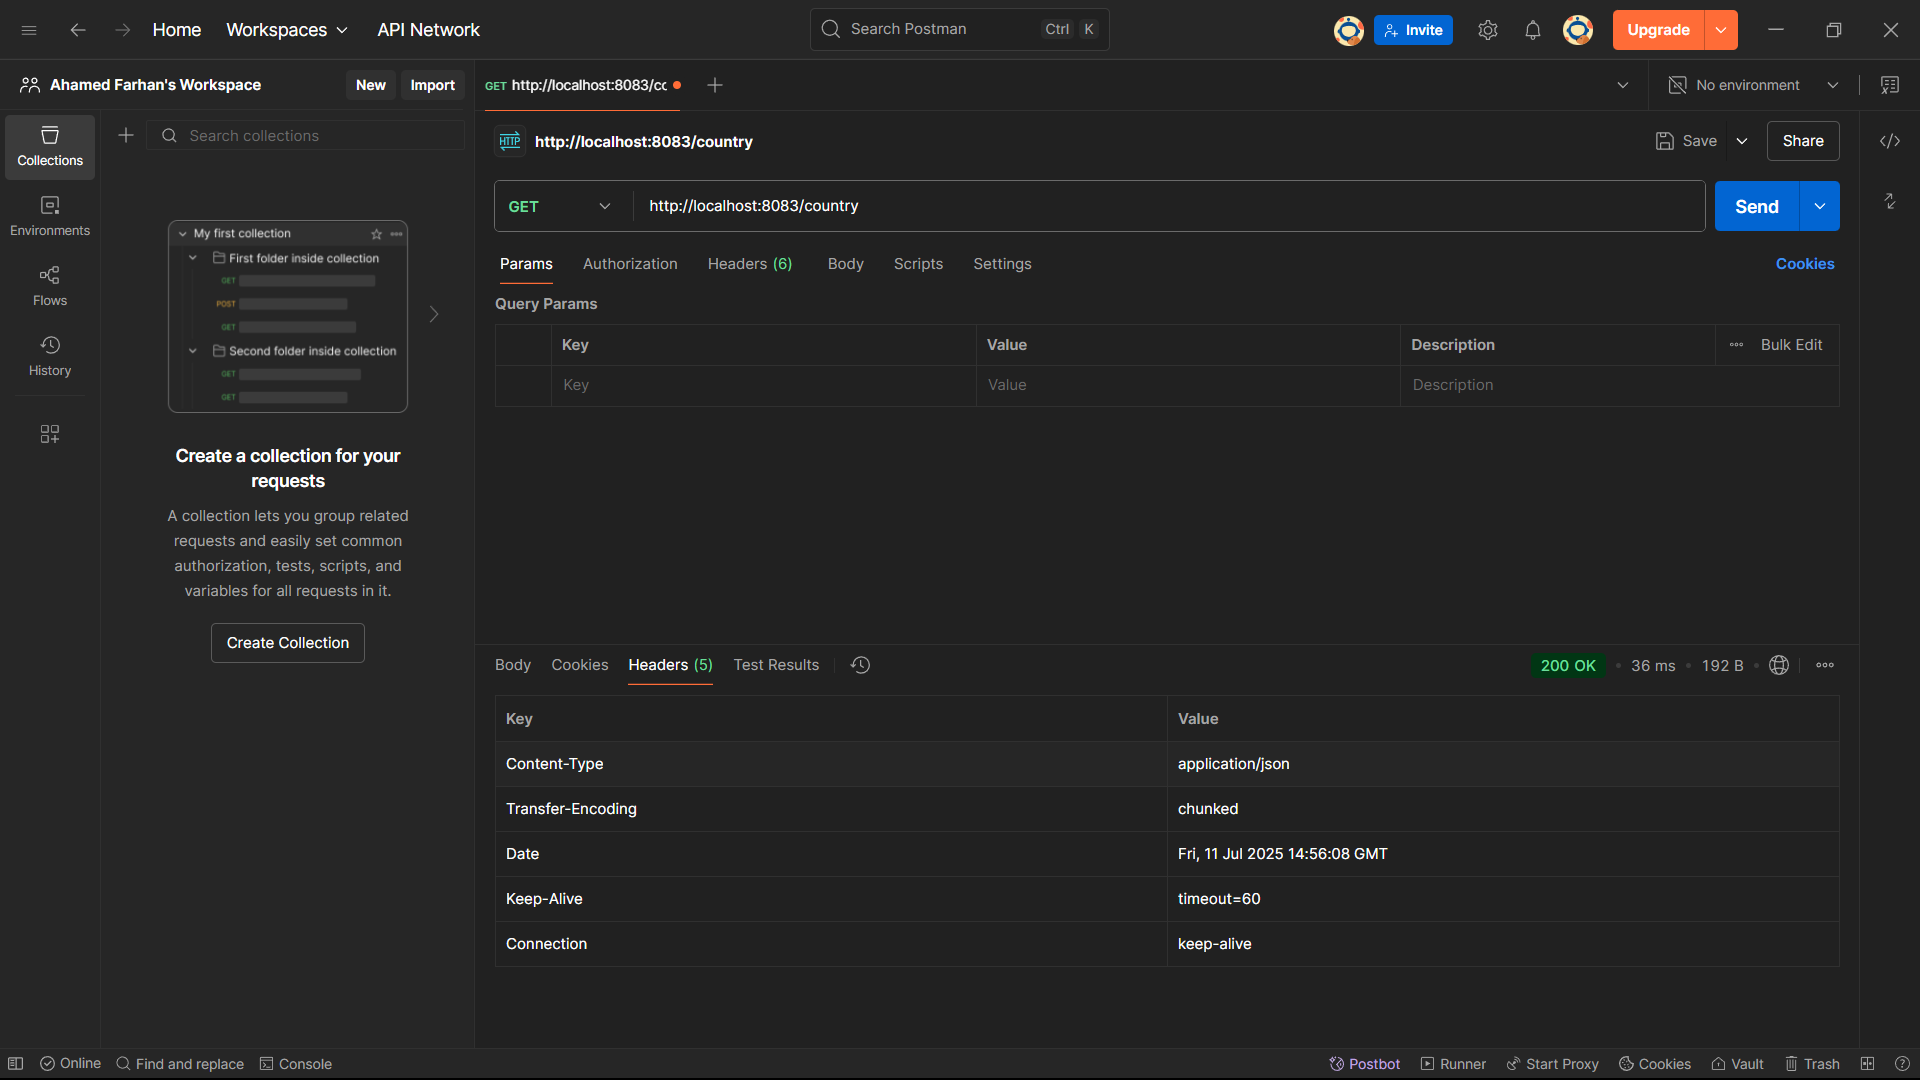 Home Workspaces API Network Search Postman Ctrl K Invite Upgrade
Ahamed Farhan's Workspace New Import GET http://localhost:8083/cc No environment
Collections
Search collections
HTTP http://localhost:8083/country Save Share
Environments
GET http://localhost:8083/country Send
My first collection
First folder inside collection
GET
POST
GET
Second folder inside collection
GET
GET
Flows
History
Params Authorization Headers (6) Body Scripts Settings Cookies
Query Params
Key Value Description Bulk Edit
Key Value Description
Create a collection for your
requests
A collection lets you group related
requests and easily set common
authorization, tests, scripts, and
variables for all requests in it.
Create Collection
Body Cookies Headers (5) Test Results 200 OK • 36 ms • 192 B •
Key Value
Content-Type application/json
Transfer-Encoding chunked
Date Fri, 11 Jul 2025 14:56:08 GMT
Keep-Alive timeout=60
Connection keep-alive
Online Find and replace Console Postbot Runner Start Proxy Cookies Vault Trash